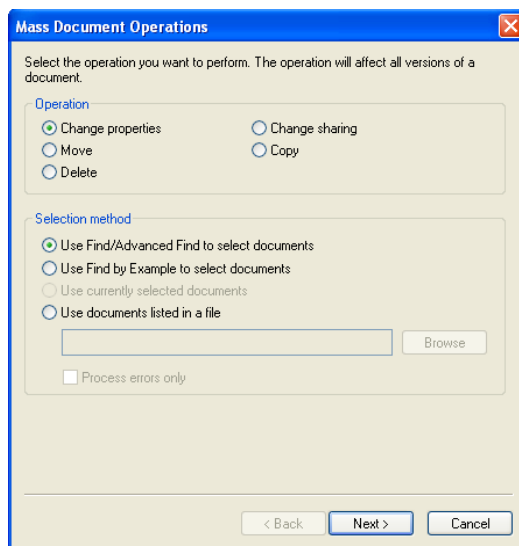 Mass Document Operations
Select the operation you want to perform. The operation will affect all versions of a
document.
Operation
Change properties
Change sharing
Move
Copy
Delete
Selection method
Use Find/Advanced Find to select documents
Use Find by Example to select documents
Use currently selected documents
Use documents listed in a file
Browse
Process errors only
< Back
Next >
Cancel